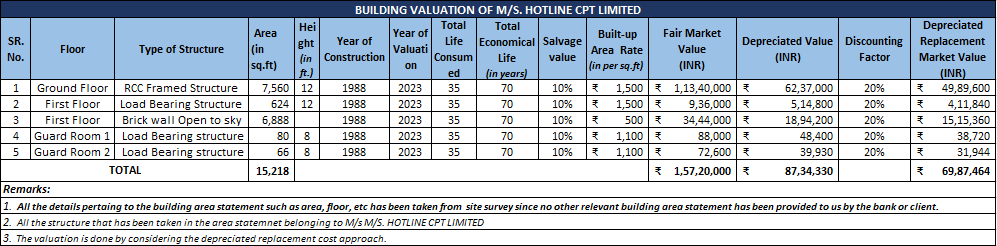 BUILDING VALUATION OF M/S. HOTLINE CPT LIMITED
SR. No. Floor Type of Structure Area (in sq.ft) Hei ght (in ft.) Year of Construction Year of Valuati on Total Life Consum ed Total Economical Life (in years) Salvage value Built-up Area Rate (in per sq.ft) Fair Market Value (INR) Depreciated Value (INR) Discounting Factor Depreciated Replacement Market Value (INR)
1 Ground Floor RCC Framed Structure 7,560 12 1988 2023 35 70 10% ₹ 1,500 ₹ 1,13,40,000 62,37,000 20% ₹ 49,89,600
2 First Floor Load Bearing Structure 624 12 1988 2023 35 70 10% ₹ 1,500 ₹ 9,36,000 5,14,800 20% ₹ 4,11,840
3 First Floor Brick wall Open to sky 6,888 1988 2023 35 70 10% ₹ 500 ₹ 34,44,000 18,94,200 20% ₹ 15,15,360
4 Guard Room 1 Load Bearing structure 80 8 1988 2023 35 70 10% ₹ 1,100 ₹ 88,000 48,400 20% ₹ 38,720
5 Guard Room 2 Load Bearing structure 66 8 1988 2023 35 70 10% ₹ 1,100 ₹ 72,600 39,930 20% ₹ 31,944
TOTAL 15,218 ₹ 1,57,20,000 ₹ 87,34,330 ₹ 69,87,464
Remarks:
1. All the details pertaining to the building area statement such as area, floor, etc has been taken from site survey since no other relevant building area statement has been provided to us by the bank or client.
2. All the structure that has been taken in the area statemnet belonging to M/s M/S. HOTLINE CPT LIMITED
3. The valuation is done by considering the depreciated replacement cost approach.